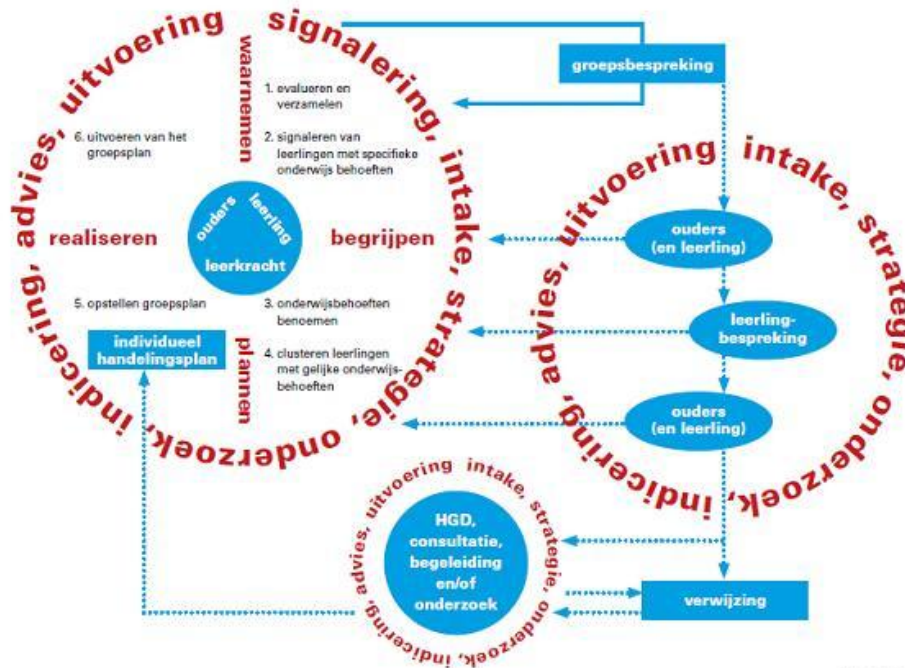 signalering, intake, strategie, onderzoek, indicering, advies, uitvoering
waarnemen
1. evalueren en
verzamelen
2. signaleren van
leerlingen met specifieke
onderwijs behoeften
6. uitvoeren van het
groepsplan
ouders
leerling
leerkracht
realiseren
begrijpen
5. opstellen groepsplan
individueel
handelingsplan
plannen
3. onderwijsbehoeften
benoemen
4. clusteren leerlingen
met gelijke onderwijs-
behoeften
groepsbespreking
intake, strategie, onderzoek, indicering, advies, uitvoering
ouders
(en leerling)
leerling-
bespreking
ouders
(en leerling)
intake, strategie, onderzoek, indicering, advies, uitvoering
HGD,
consultatie,
begeleiding
en/of
onderzoek
verwijzing